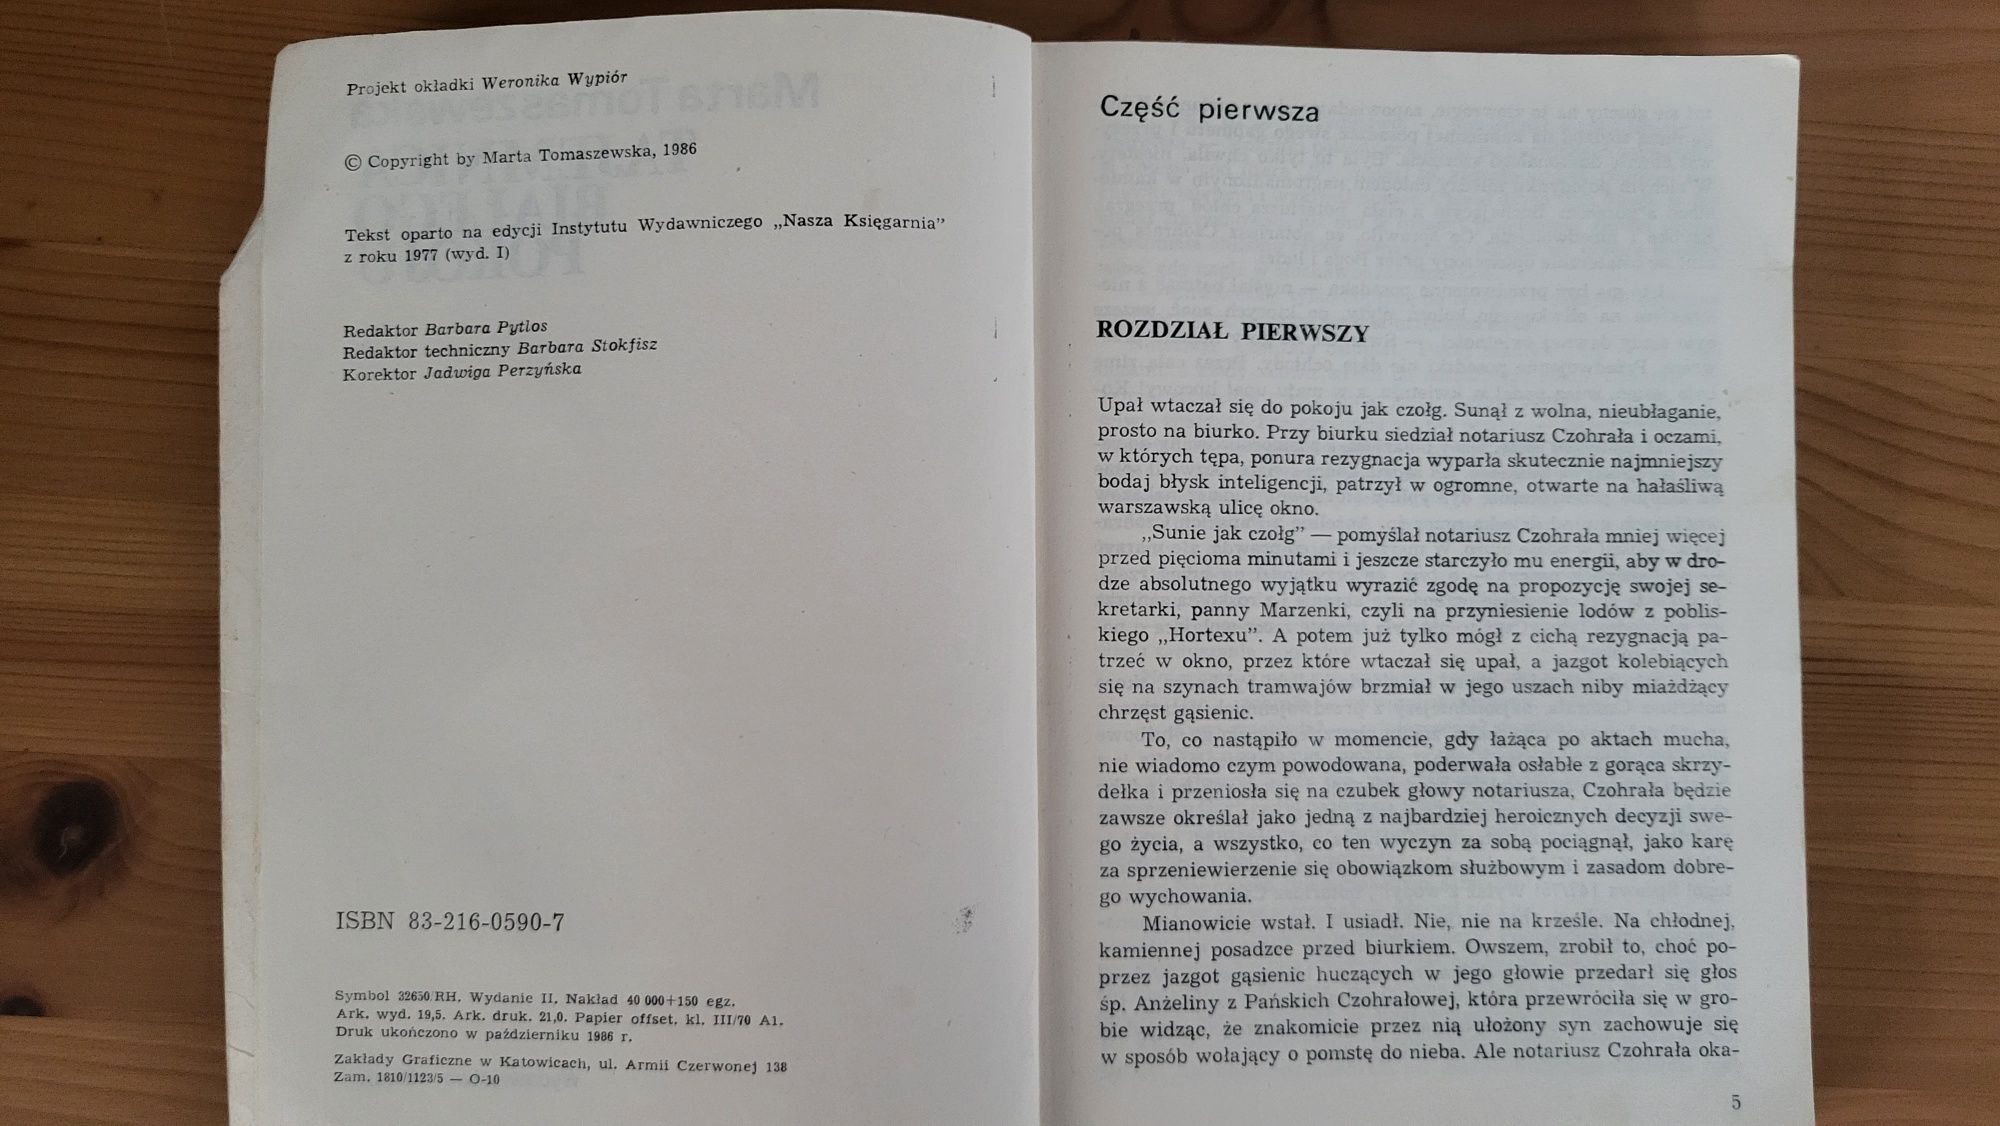 Projekt okładki Weronika Wypiór
© Copyright by Marta Tomaszewska, 1986
Tekst oparto na edycji Instytutu Wydawniczego „Nasza Księgarnia”
z roku 1977 (wyd. I)
Redaktor Barbara Pytlos
Redaktor techniczny Barbara Stokfisz
Korektor Jadwiga Perzyńska
ISBN 83-216-0590-7
Symbol 32650/RH. Wydanie II. Nakład 40 000+150 egz.
Ark. wyd. 19,5. Ark. druk. 21,0. Papier offset. kl. III/70 A1.
Druk ukończono w październiku 1986 r.
Zakłady Graficzne w Katowicach, ul. Armii Czerwonej 138
Zam. 1810/1123/5 — O-10
Część pierwsza
ROZDZIAŁ PIERWSZY
Upał wtaczał się do pokoju jak czołg. Sunął z wolna, nieubłaganie,
prosto na biurko. Przy biurku siedział notariusz Czohrała i oczami,
w których tępa, ponura rezygnacja wyparła skutecznie najmniejszy
bodaj błysk inteligencji, patrzył w ogromne, otwarte na hałaśliwą
warszawską ulicę okno.
„Sunie jak czołg” — pomyślał notariusz Czohrała mniej więcej
przed pięcioma minutami i jeszcze starczyło mu energii, aby w dro-
dze absolutnego wyjątku wyrazić zgodę na propozycję swojej se-
kretarki, panny Marzenki, czyli na przyniesienie lodów z poblis-
kiego „Hortexu”. A potem już tylko mógł z cichą rezygnacją pa-
trzeć w okno, przez które wtaczał się upał, a jazgot kolebiących
się na szynach tramwajów brzmiał w jego uszach niby miażdżący
chrzęst gąsienic.
To, co nastąpiło w momencie, gdy łażąca po aktach mucha,
nie wiadomo czym powodowana, poderwała osłabłe z gorąca skrzy-
dełka i przeniosła się na czubek głowy notariusza, Czohrała będzie
zawsze określał jako jedną z najbardziej heroicznych decyzji swe-
go życia, a wszystko, co ten wyczyn za sobą pociągnął, jako karę
za sprzeniewierzenie się obowiązkom służbowym i zasadom dobre-
go wychowania.
Mianowicie wstał. I usiadł. Nie, nie na krześle. Na chłodnej,
kamiennej posadzce przed biurkiem. Owszem, zrobił to, choć po-
przez jazgot gąsienic huczących w jego głowie przedarł się głos
śp. Anżeliny z Pańskich Czohrałowej, która przewróciła się w gro-
bie widząc, że znakomicie przez nią ułożony syn zachowuje się
w sposób wołający o pomstę do nieba. Ale notariusz Czohrała oka-
5